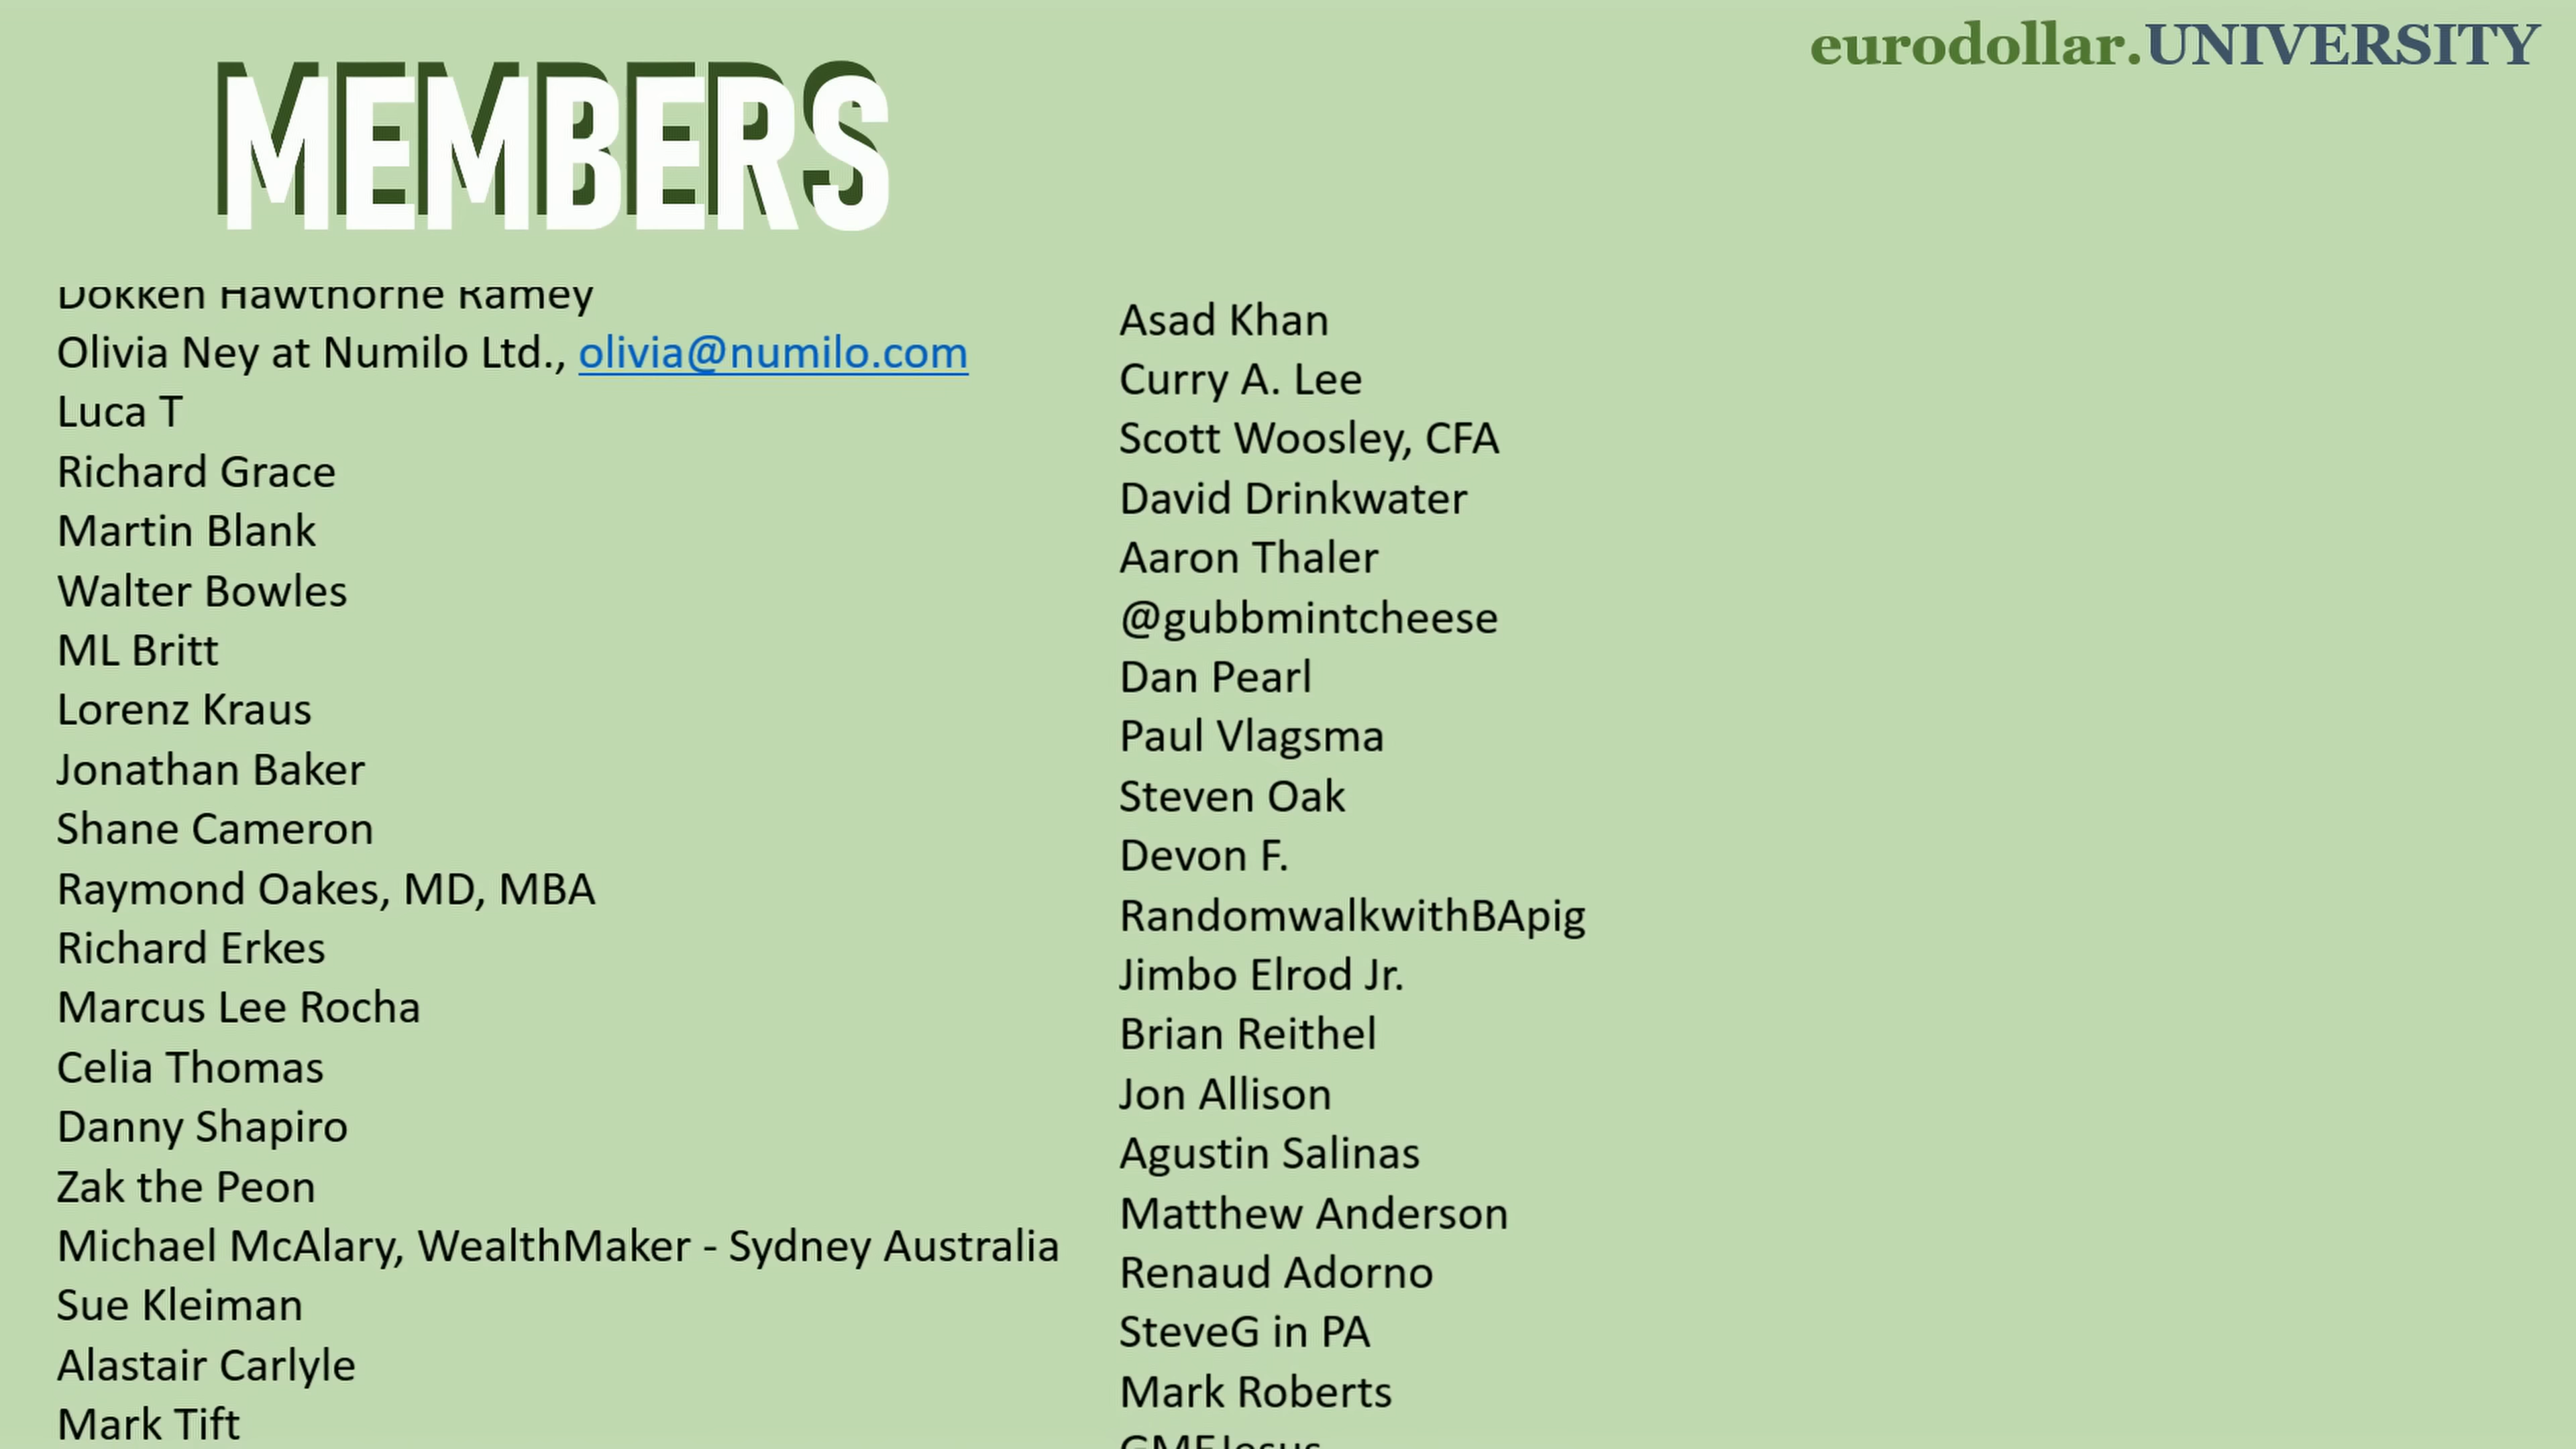 eurodollar.UNIVERSITY
MEMBERS
Dokken Hawthorne Ramey
Olivia Ney at Numilo Ltd., olivia@numilo.com
Luca T
Richard Grace
Martin Blank
Walter Bowles
ML Britt
Lorenz Kraus
Jonathan Baker
Shane Cameron
Raymond Oakes, MD, MBA
Richard Erkes
Marcus Lee Rocha
Celia Thomas
Danny Shapiro
Zak the Peon
Michael McAlary, WealthMaker - Sydney Australia
Sue Kleiman
Alastair Carlyle
Mark Tift
Asad Khan
Curry A. Lee
Scott Woosley, CFA
David Drinkwater
Aaron Thaler
@gubbmintcheese
Dan Pearl
Paul Vlagsma
Steven Oak
Devon F.
RandomwalkwithBApig
Jimbo Elrod Jr.
Brian Reithel
Jon Allison
Agustin Salinas
Matthew Anderson
Renaud Adorno
SteveG in PA
Mark Roberts